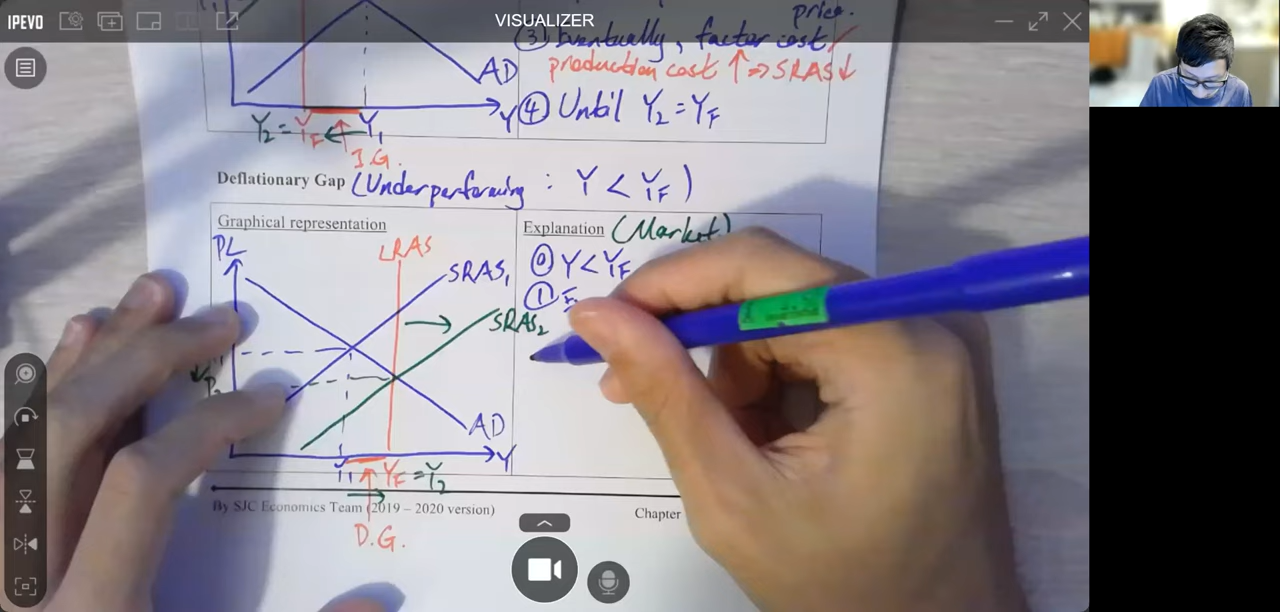 IPEVO
VISUALIZER
price.
③ Eventually, factor cost /
production cost ↑ ⇒ SRAS↓
④ Until Y₂ = Y_F
AD
Y
Y₂ = Y_F ← Y₁
I.G.
Deflationary Gap (Underperforming : Y < Y_F)
Graphical representation
PL
LRAS
SRAS₁
SRAS₂
P₂
AD
Y
Y₁ Y_F = Y₂
D.G.
Explanation (Market)
⓪ Y < Y_F
①
By SJC Economics Team (2019 – 2020 version)
Chapter